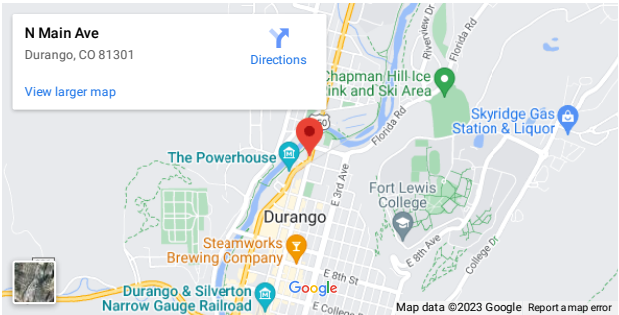 N Main Ave
Durango, CO 81301
Directions
View larger map
Riverview Dr
Florida Rd
Chapman Hill Ice
Rink and Ski Area
Skyridge Gas
Station & Liquor
Florida Rd
The Powerhouse
E 3rd Ave
Fort Lewis
College
Durango
Steamworks
Brewing Company
E 8th Ave
College Dr
E 8th St
Durango & Silverton
Narrow Gauge Railroad
Google
E College Dr
Map data ©2023 Google
Report a map error